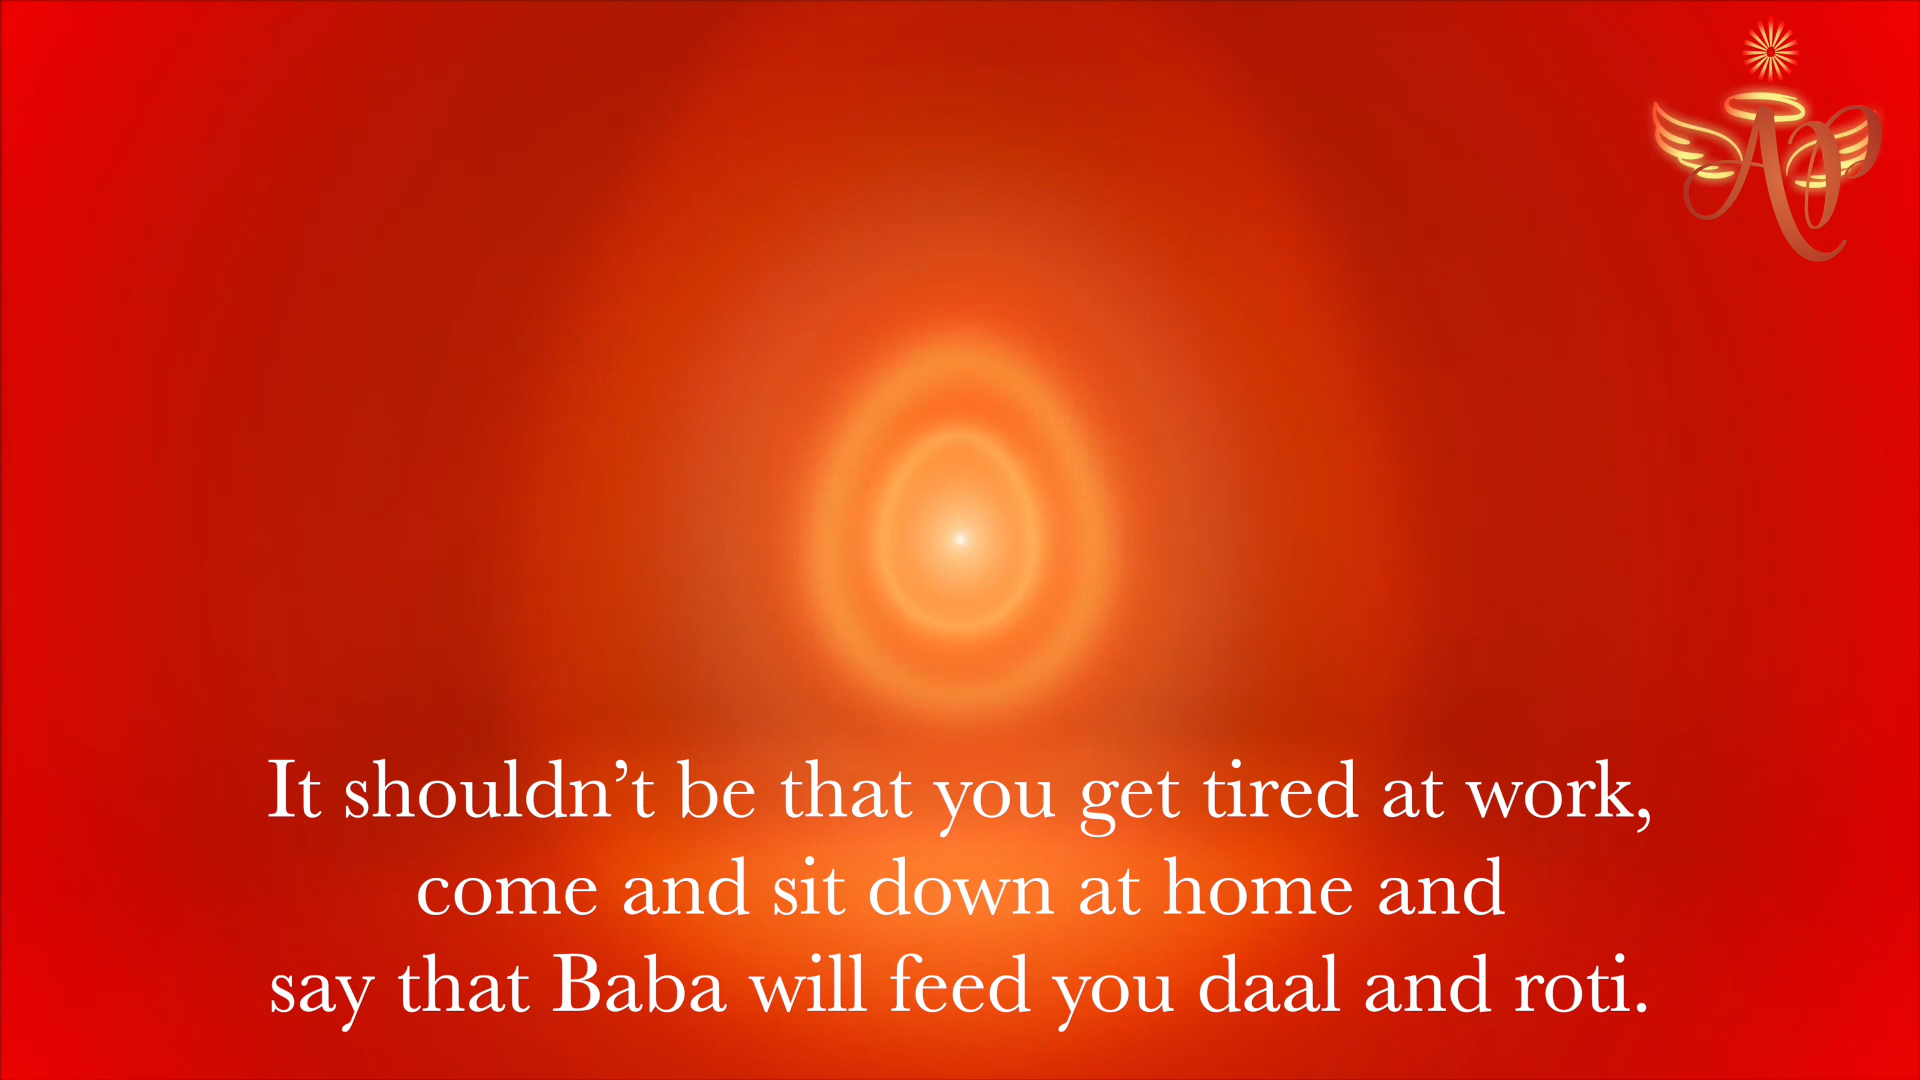 AP
It shouldn’t be that you get tired at work,
come and sit down at home and
say that Baba will feed you daal and roti.